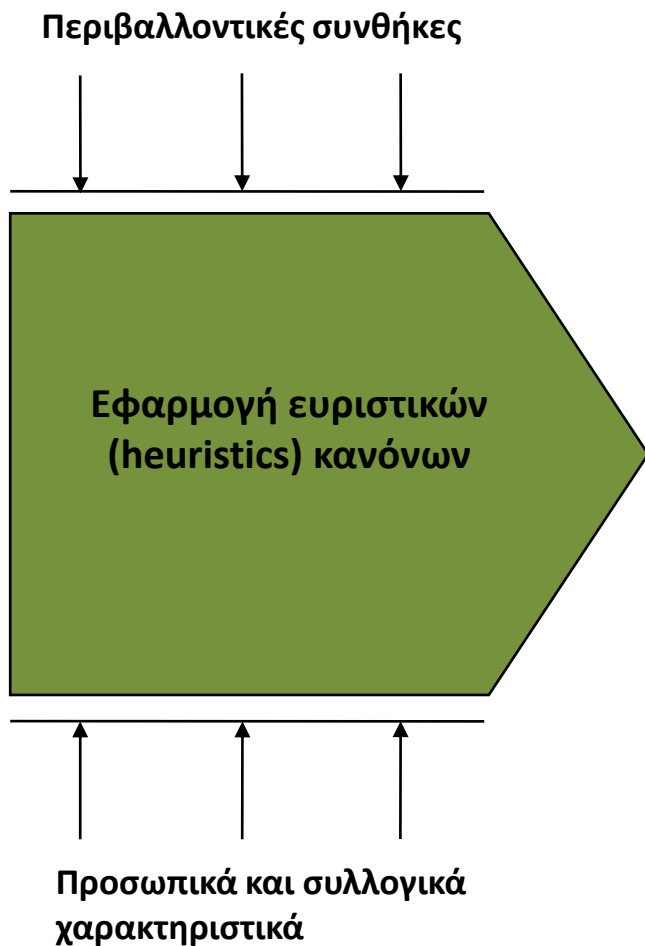 Περιβαλλοντικές συνθήκες
Εφαρμογή ευριστικών
(heuristics) κανόνων
Προσωπικά και συλλογικά
χαρακτηριστικά